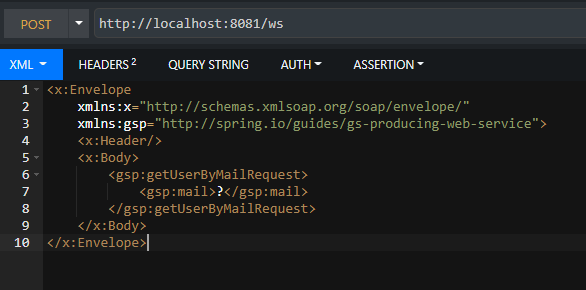 POST http://localhost:8081/ws
XML HEADERS 2 QUERY STRING AUTH ASSERTION
1 <x:Envelope
2     xmlns:x="http://schemas.xmlsoap.org/soap/envelope/"
3     xmlns:gsp="http://spring.io/guides/gs-producing-web-service">
4     <x:Header/>
5     <x:Body>
6         <gsp:getUserByMailRequest>
7             <gsp:mail>?</gsp:mail>
8         </gsp:getUserByMailRequest>
9     </x:Body>
10 </x:Envelope>